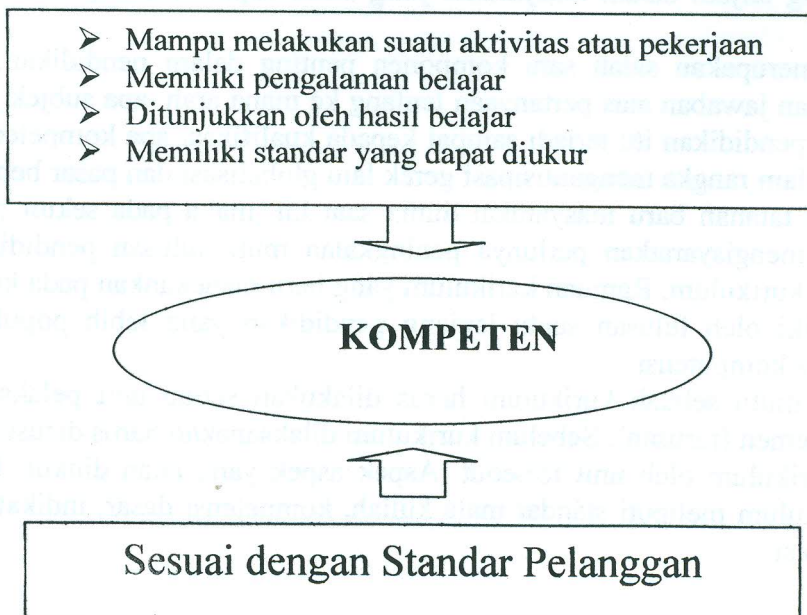 ➢ Mampu melakukan suatu aktivitas atau pekerjaan
➢ Memiliki pengalaman belajar
➢ Ditunjukkan oleh hasil belajar
➢ Memiliki standar yang dapat diukur
KOMPETEN
Sesuai dengan Standar Pelanggan